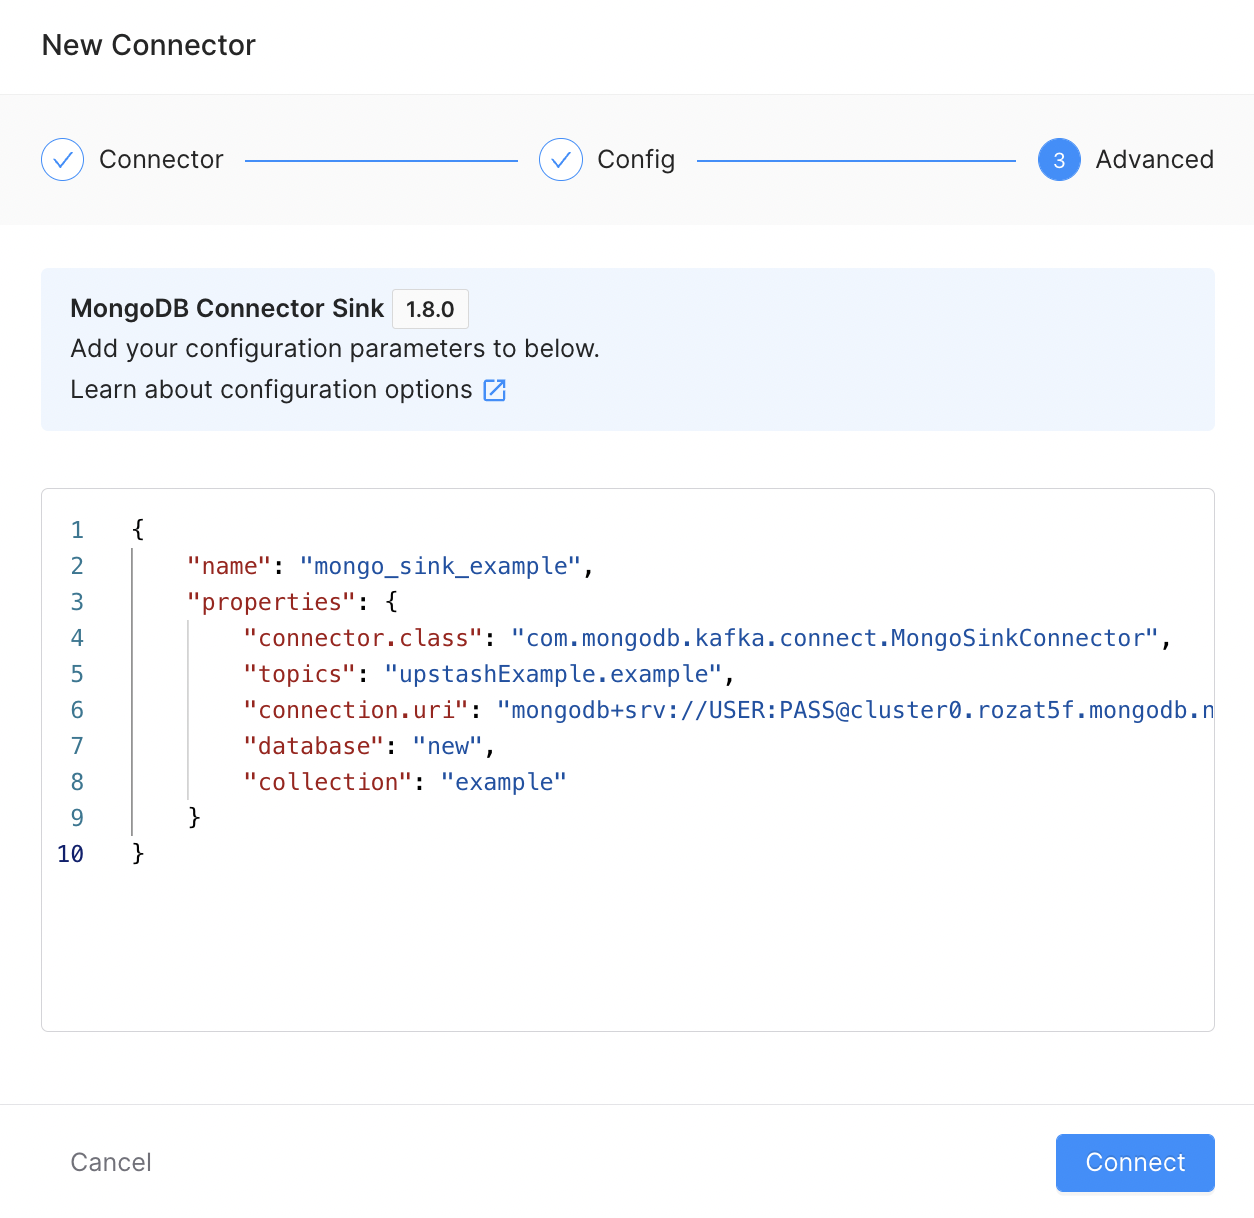 New Connector
Connector
Config
3 Advanced
MongoDB Connector Sink 1.8.0
Add your configuration parameters to below.
Learn about configuration options
1 {
2 "name": "mongo_sink_example",
3 "properties": {
4 "connector.class": "com.mongodb.kafka.connect.MongoSinkConnector",
5 "topics": "upstashExample.example",
6 "connection.uri": "mongodb+srv://USER:PASS@cluster0.rozat5f.mongodb.n
7 "database": "new",
8 "collection": "example"
9 }
10 }
Cancel
Connect